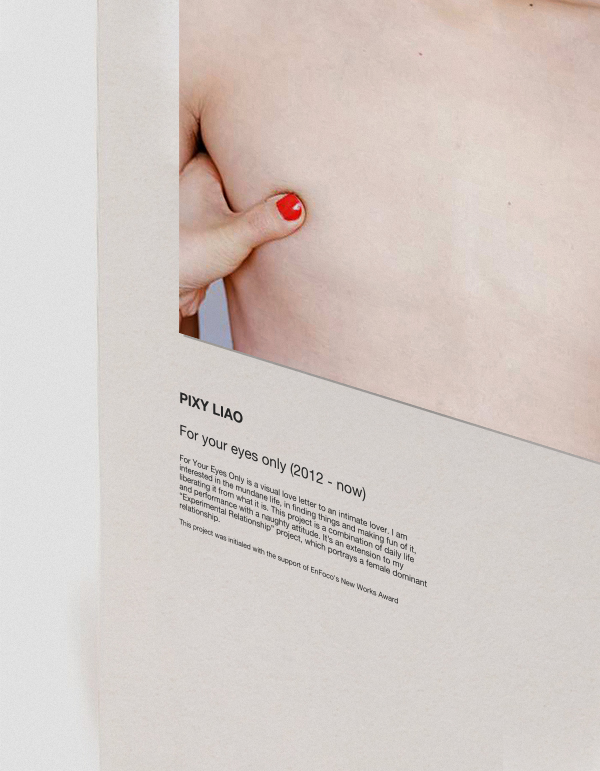 PIXY LIAO
For your eyes only (2012 - now)
For Your Eyes Only is a visual love letter to an intimate lover. I am
interested in the mundane life, in finding things and making fun of it,
liberating it from what it is. This project is a combination of daily life
and performance with a naughty attitude. It's an extension to my
"Experimental Relationship" project, which portrays a female dominant
relationship.
This project was initialed with the support of EnFoco's New Works Award